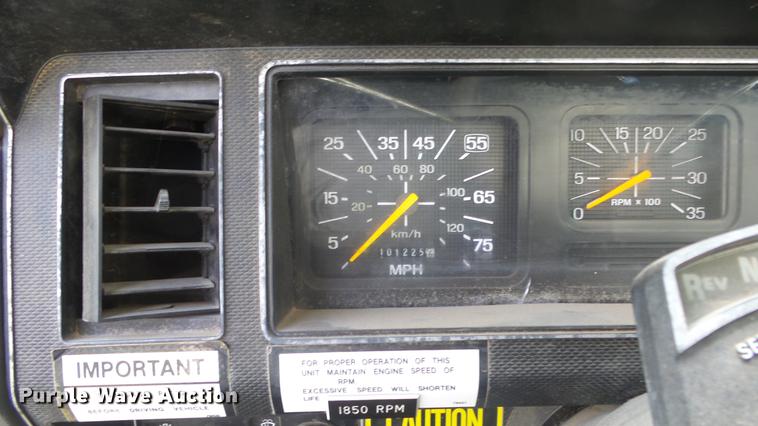 25 35 45 55
40 60 80
15 20 100 65
km/h
5 120 75
101225
MPH
10 15 20 25
5 30
0 RPM x 100 35
REV N
SE
IMPORTANT
BEFORE DRIVING VEHICLE
FOR PROPER OPERATION OF THIS
UNIT MAINTAIN ENGINE SPEED OF
RPM
EXCESSIVE SPEED WILL SHORTEN
LIFE
1850 RPM
CAUTION
Purple Wave Auction